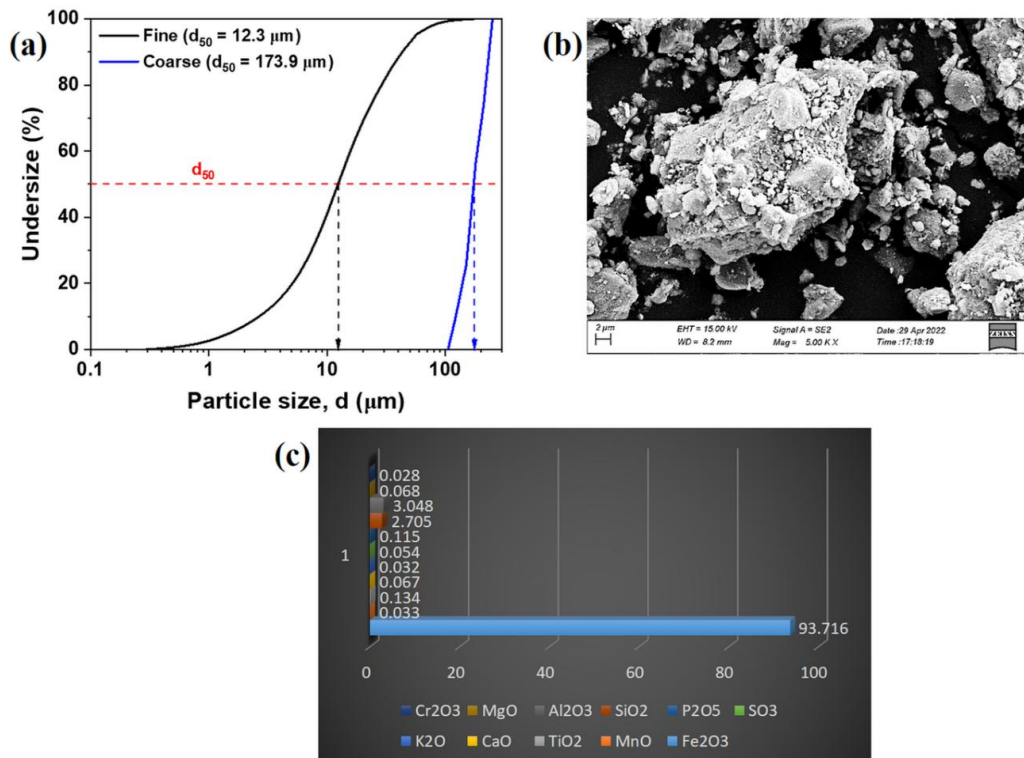 (a)
100
80
60
40
20
0
Undersize (%)
Fine (d50 = 12.3 μm)
Coarse (d50 = 173.9 μm)
d50
0.1 1 10 100
Particle size, d (μm)
(b)
2 μm
EHT = 15.00 kV Signal A = SE2 Date :29 Apr 2022
WD = 8.2 mm Mag = 5.00 K X Time :17:18:19
ZEISS
(c)
0.028
0.068
3.048
2.705
0.115
1
0.054
0.032
0.067
0.134
0.033
93.716
0 20 40 60 80 100
Cr2O3 MgO Al2O3 SiO2 P2O5 SO3
K2O CaO TiO2 MnO Fe2O3